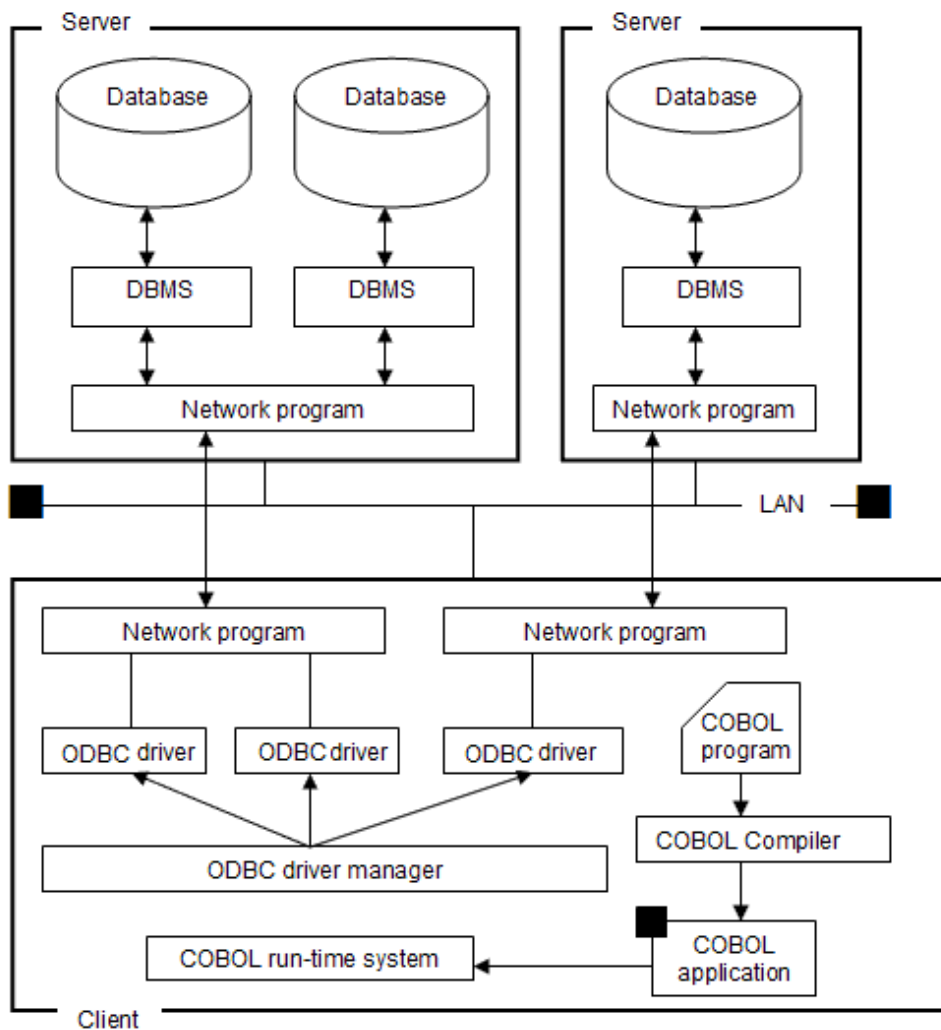 Server
Server
Database
Database
Database
DBMS
DBMS
DBMS
Network program
Network program
LAN
Network program
Network program
COBOL
program
ODBC driver
ODBC driver
ODBC driver
COBOL Compiler
ODBC driver manager
COBOL
application
COBOL run-time system
Client